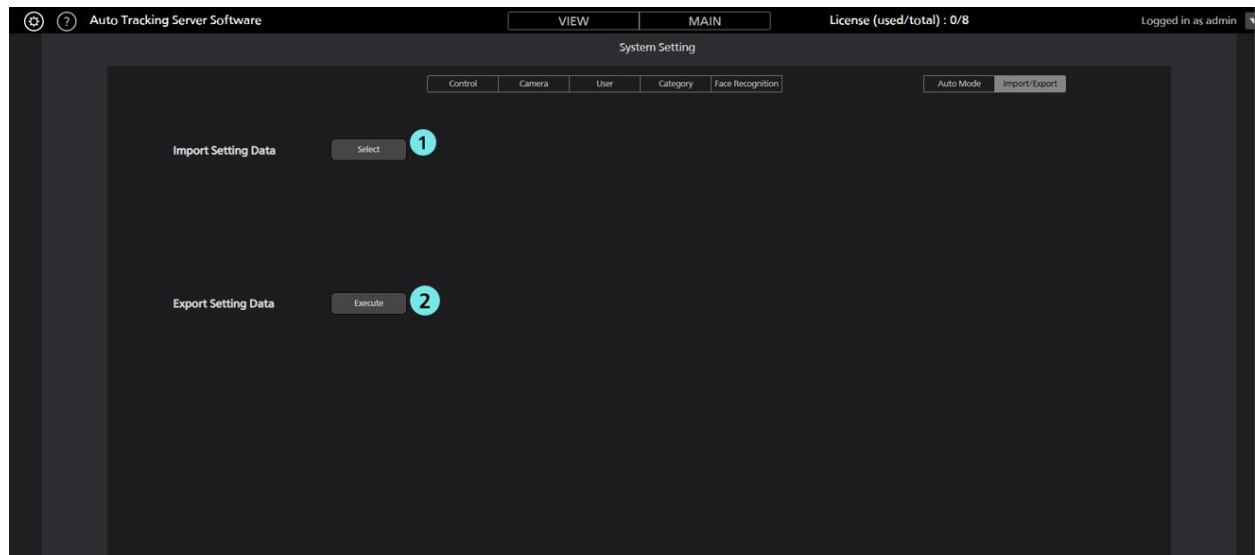 ? Auto Tracking Server Software VIEW MAIN License (used/total) : 0/8 Logged in as admin
System Setting
Control Camera User Category Face Recognition Auto Mode Import/Export
Import Setting Data Select 1
Export Setting Data Execute 2